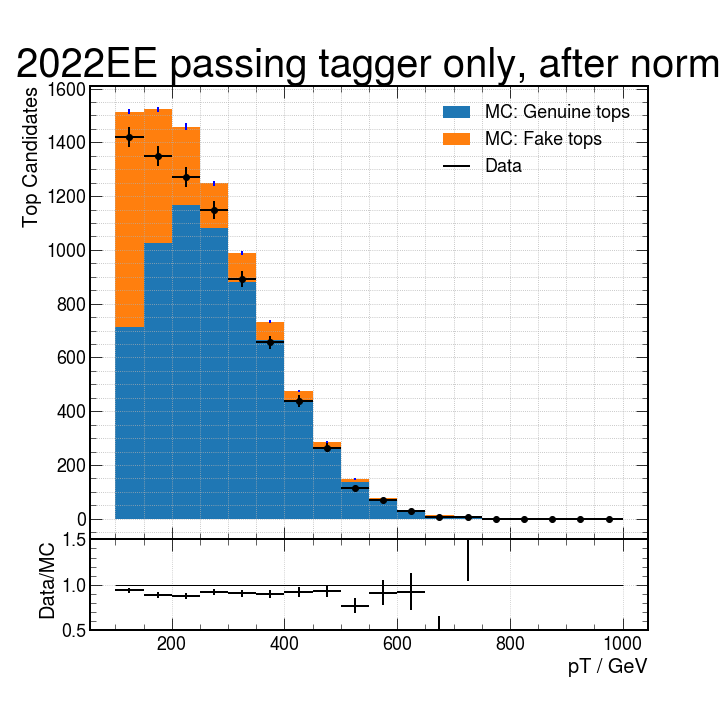 2022EE passing tagger only, after norm
Top Candidates
1600
1400
1200
1000
800
600
400
200
0
MC: Genuine tops
MC: Fake tops
Data
Data/MC
1.5
1.0
0.5
200 400 600 800 1000
pT / GeV